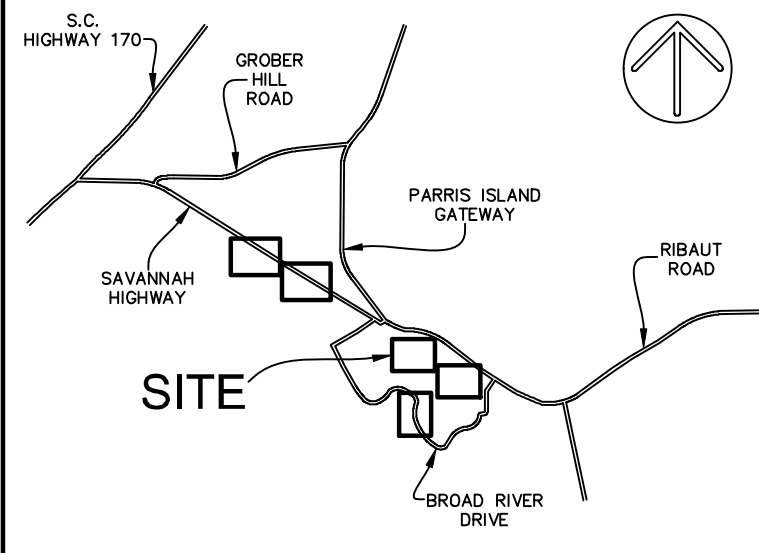 S.C.
HIGHWAY 170
GROBER
HILL
ROAD
PARRIS ISLAND
GATEWAY
RIBAUT
ROAD
SAVANNAH
HIGHWAY
SITE
BROAD RIVER
DRIVE